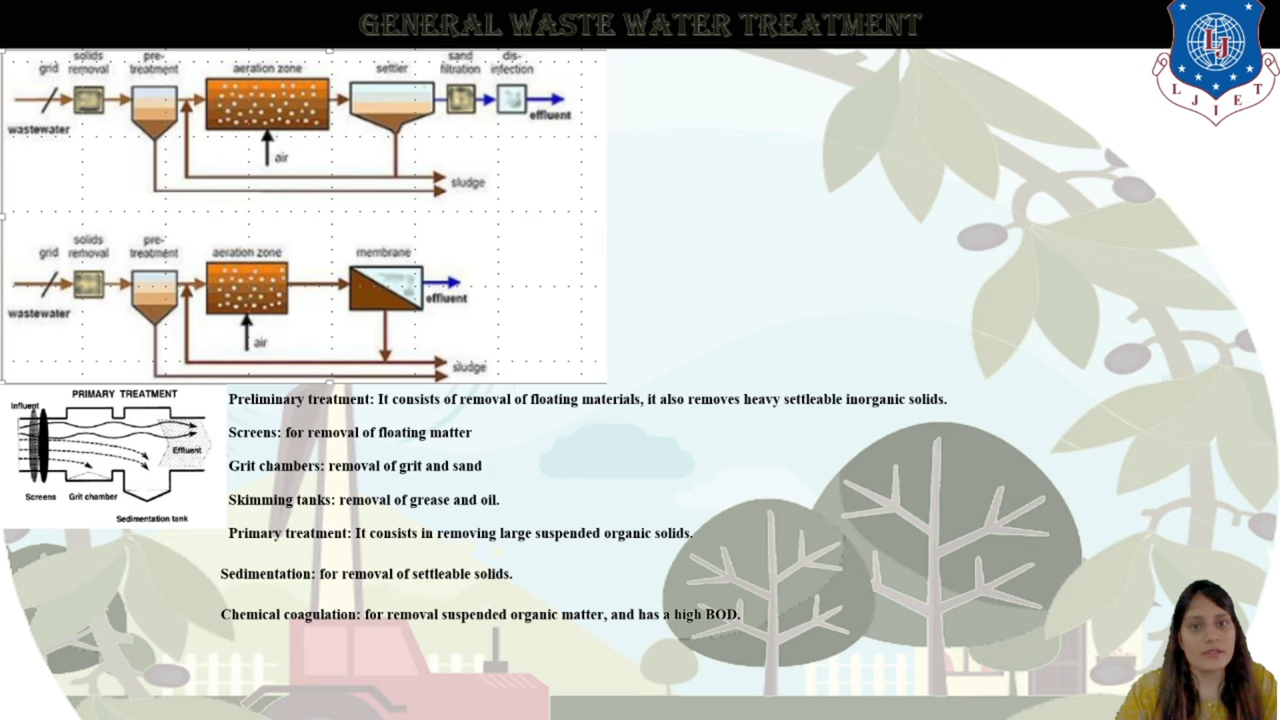 GENERAL WASTE WATER TREATMENT
LJIET
grid solids removal pre-treatment aeration zone settler sand filtration dis-infection
wastewater
effluent
air
sludge
grid solids removal pre-treatment aeration zone membrane
wastewater
effluent
air
sludge
PRIMARY TREATMENT
Influent
Effluent
Screens Grit chamber
Sedimentation tank
Preliminary treatment: It consists of removal of floating materials, it also removes heavy settleable inorganic solids.
Screens: for removal of floating matter
Grit chambers: removal of grit and sand
Skimming tanks: removal of grease and oil.
Primary treatment: It consists in removing large suspended organic solids.
Sedimentation: for removal of settleable solids.
Chemical coagulation: for removal suspended organic matter, and has a high BOD.